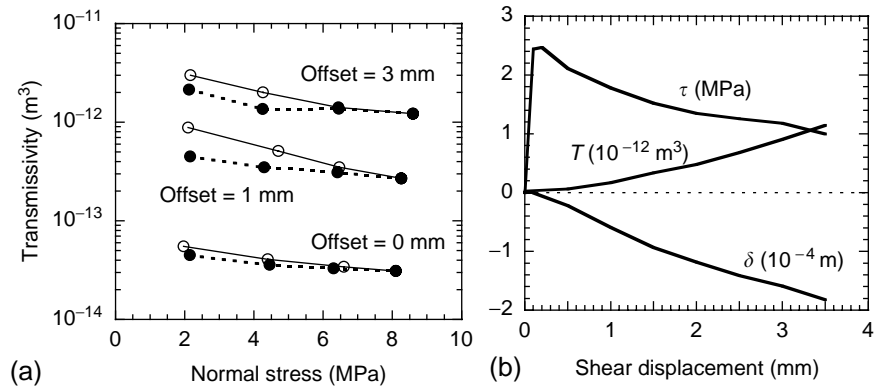 10⁻¹¹
10⁻¹²
10⁻¹³
10⁻¹⁴
Transmissivity (m³)
Offset = 3 mm
Offset = 1 mm
Offset = 0 mm
0 2 4 6 8 10
Normal stress (MPa)
(a)
3
2
1
0
-1
-2
τ (MPa)
T (10⁻¹² m³)
δ (10⁻⁴ m)
0 1 2 3 4
Shear displacement (mm)
(b)